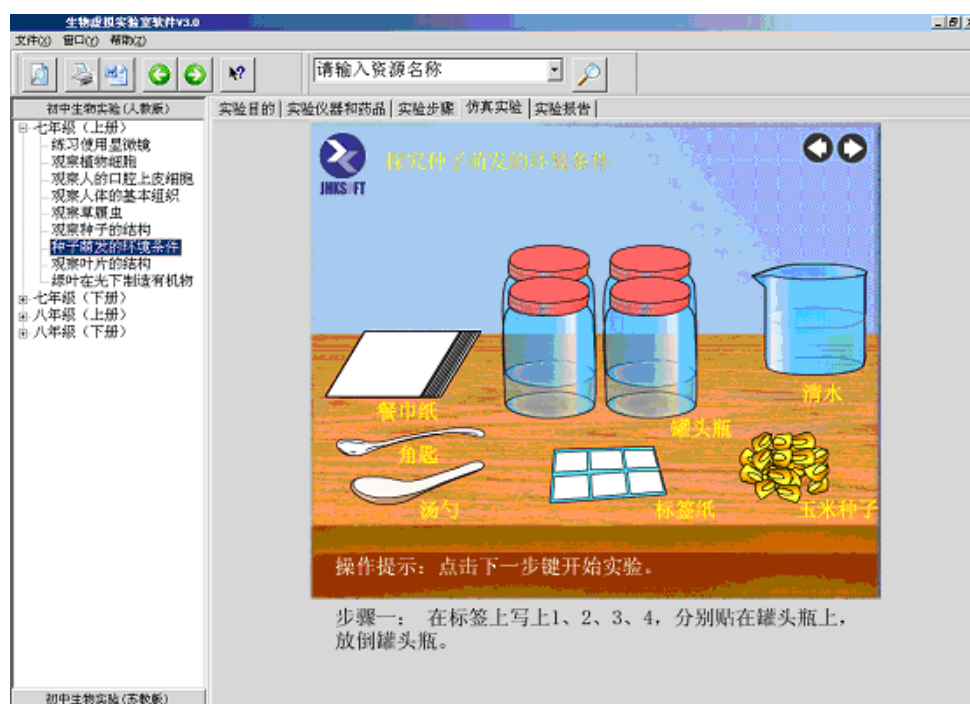 生物虚拟实验室软件V3.0
文件(X) 窗口(Y) 帮助(Z)
请输入资源名称
初中生物实验(人教版)
实验目的 实验仪器和药品 实验步骤 仿真实验 实验报告
七年级（上册）
练习使用显微镜
观察植物细胞
观察人的口腔上皮细胞
观察人体的基本组织
观察草履虫
观察种子的结构
种子萌发的环境条件
观察叶片的结构
绿叶在光下制造有机物
七年级（下册）
八年级（上册）
八年级（下册）
初中生物实验(苏教版)
JHKSOFT
探究种子萌发的环境条件
清水
餐巾纸
罐头瓶
角匙
汤勺
标签纸
玉米种子
操作提示：点击下一步键开始实验。
步骤一： 在标签上写上1、2、3、4，分别贴在罐头瓶上，
放倒罐头瓶。